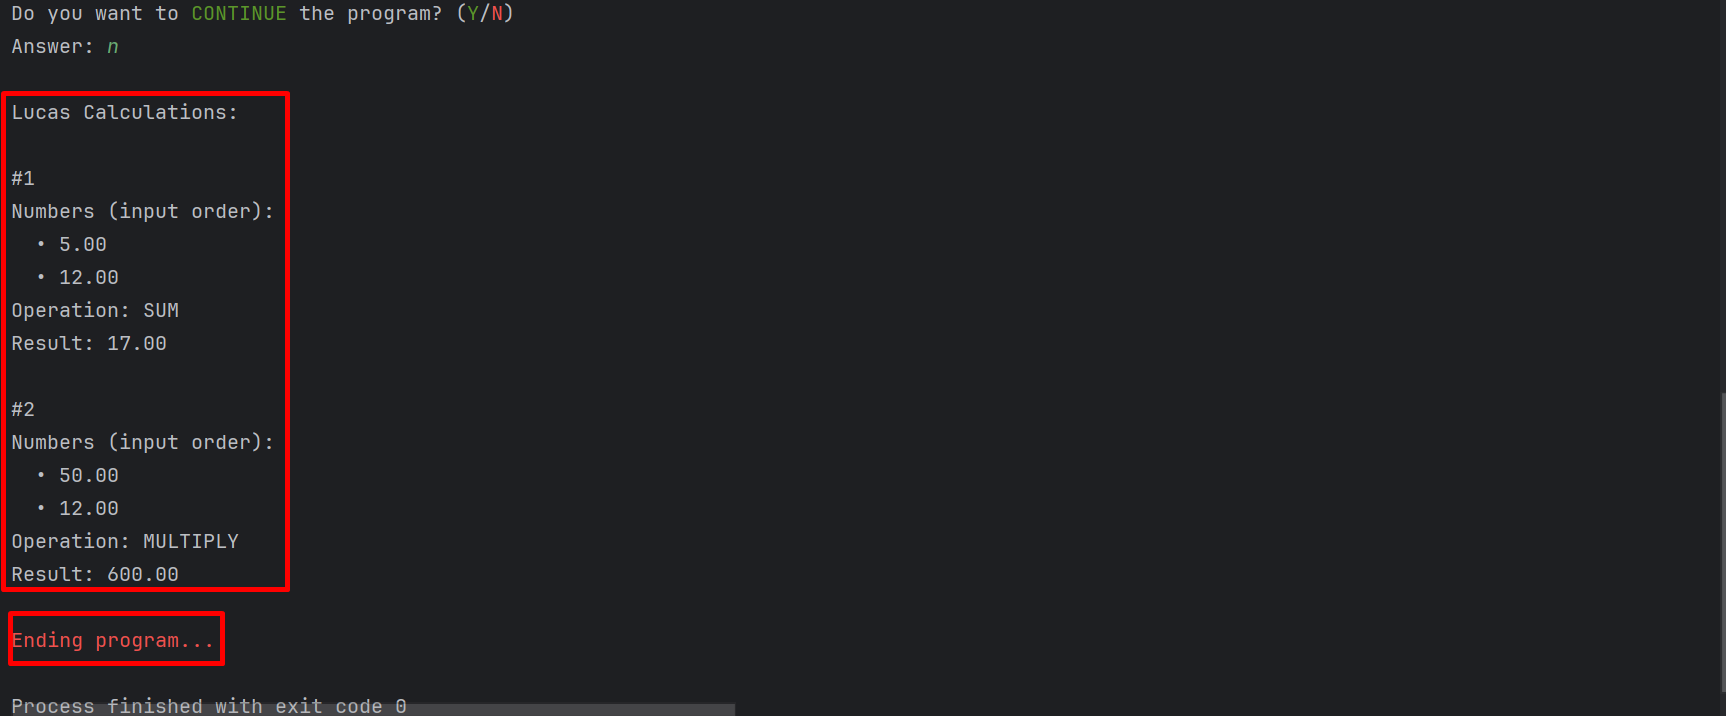 Do you want to CONTINUE the program? (Y/N)
Answer: n
Lucas Calculations:
#1
Numbers (input order):
• 5.00
• 12.00
Operation: SUM
Result: 17.00
#2
Numbers (input order):
• 50.00
• 12.00
Operation: MULTIPLY
Result: 600.00
Ending program...
Process finished with exit code 0